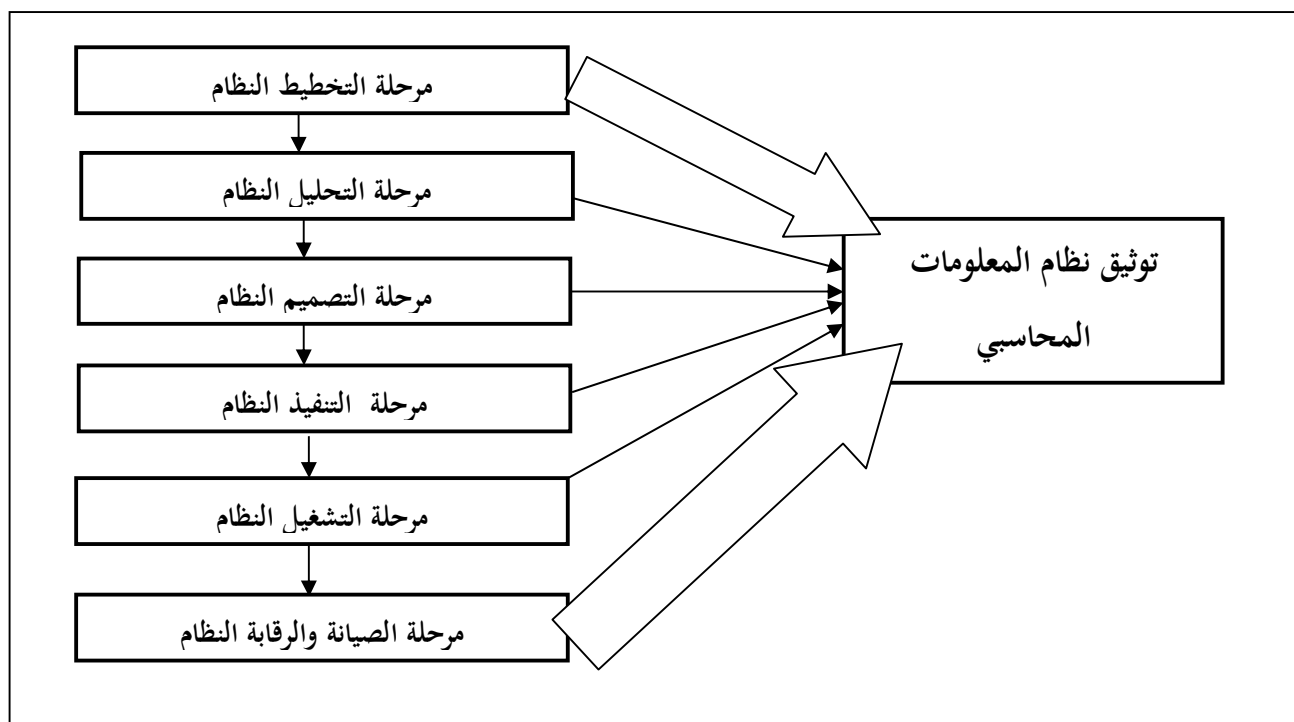 مرحلة التخطيط النظام
مرحلة التحليل النظام
مرحلة التصميم النظام
مرحلة التنفيذ النظام
مرحلة التشغيل النظام
مرحلة الصيانة والرقابة النظام
توثيق نظام المعلومات
المحاسبي